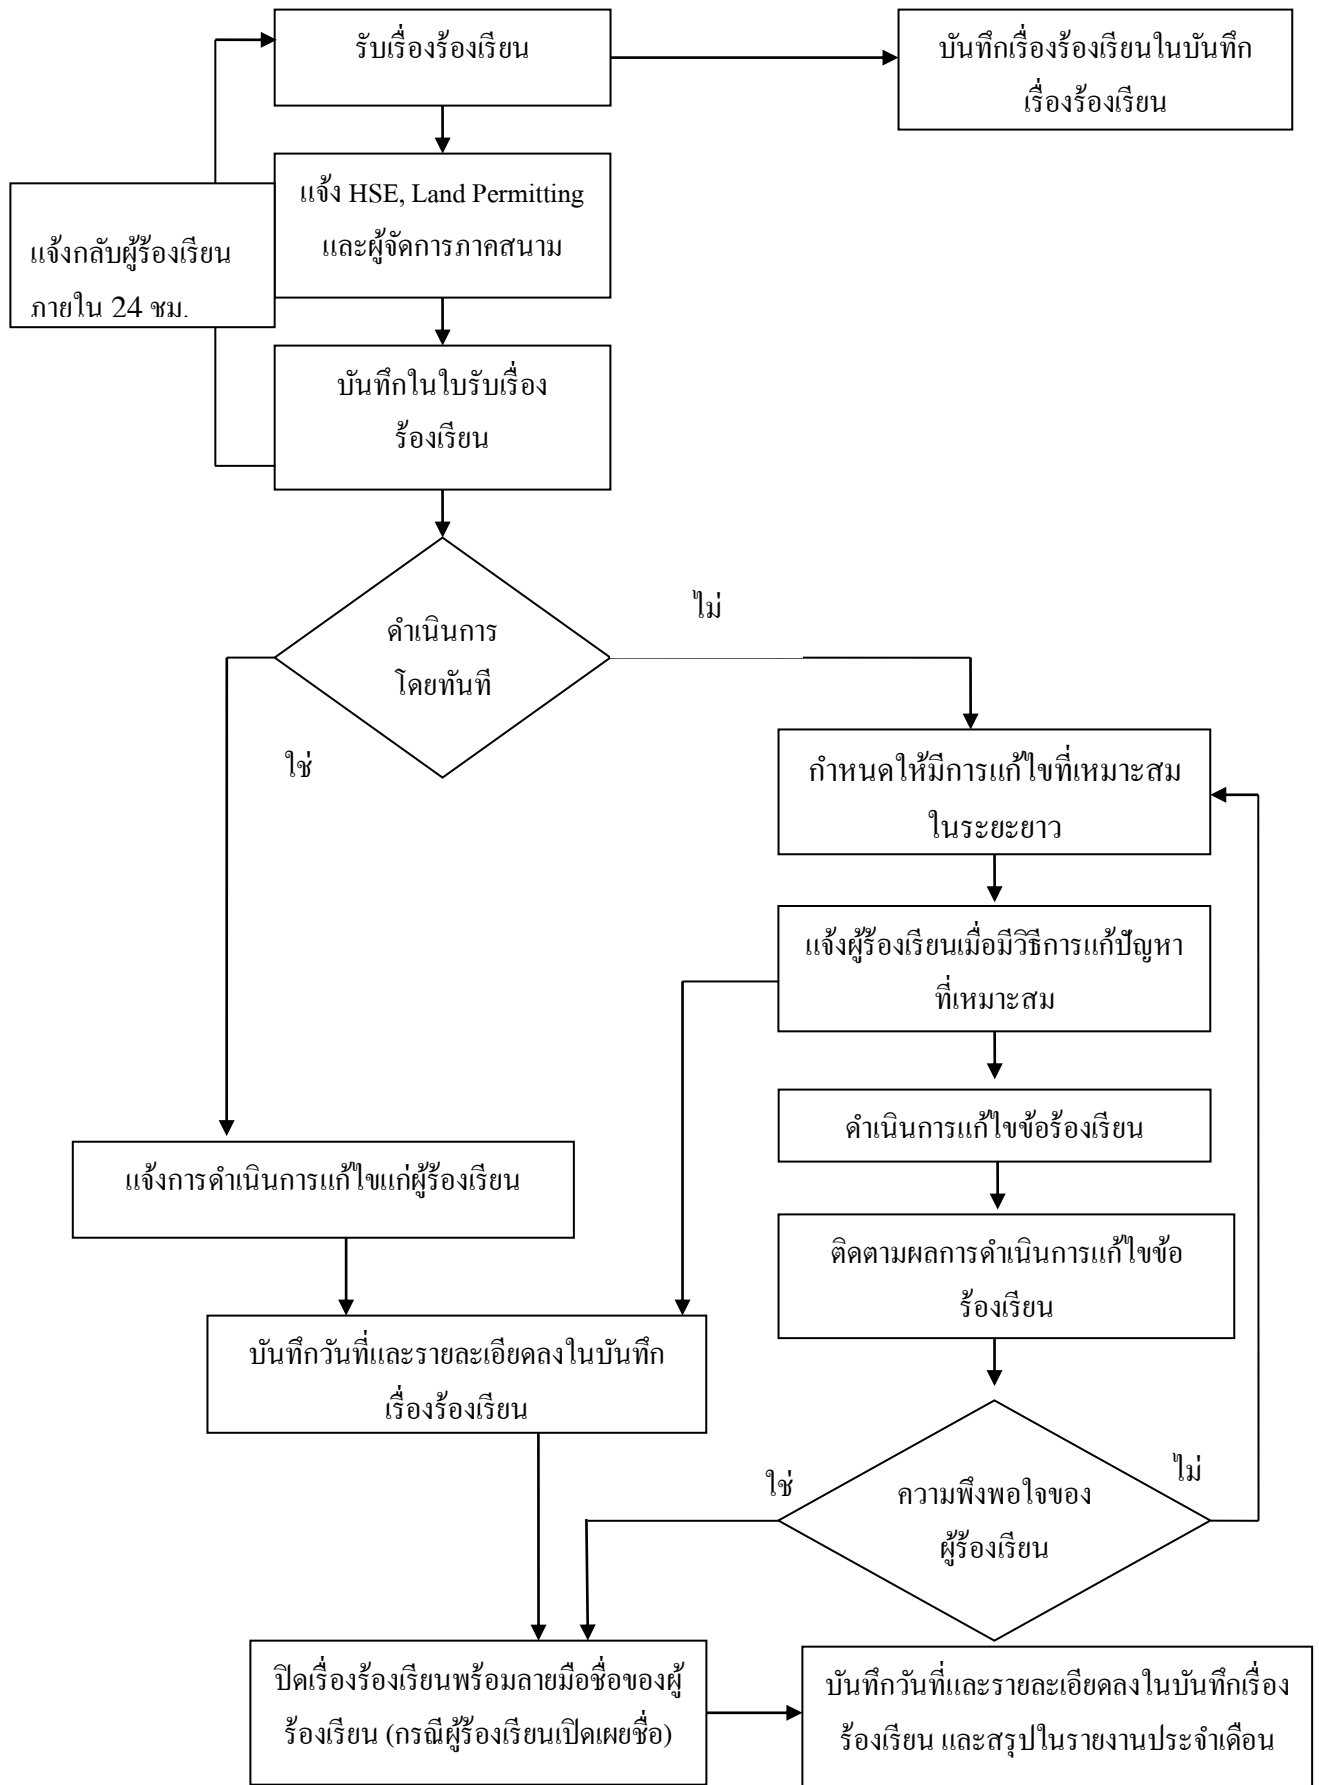 รับเรื่องร้องเรียน
บันทึกเรื่องร้องเรียนในบันทึก
เรื่องร้องเรียน
แจ้ง HSE, Land Permitting
และผู้จัดการภาคสนาม
แจ้งกลับผู้ร้องเรียน
ภายใน 24 ชม.
บันทึกในใบรับเรื่อง
ร้องเรียน
ดำเนินการ
โดยทันที
ไม่
ใช่
กำหนดให้มีการแก้ไขที่เหมาะสม
ในระยะยาว
แจ้งผู้ร้องเรียนเมื่อมีวิธีการแก้ปัญหา
ที่เหมาะสม
ดำเนินการแก้ไขข้อร้องเรียน
แจ้งการดำเนินการแก้ไขแก่ผู้ร้องเรียน
ติดตามผลการดำเนินการแก้ไขข้อ
ร้องเรียน
บันทึกวันที่และรายละเอียดลงในบันทึก
เรื่องร้องเรียน
ความพึงพอใจของ
ผู้ร้องเรียน
ใช่
ไม่
ปิดเรื่องร้องเรียนพร้อมลายมือชื่อของผู้
ร้องเรียน (กรณีผู้ร้องเรียนเปิดเผยชื่อ)
บันทึกวันที่และรายละเอียดลงในบันทึกเรื่อง
ร้องเรียน และสรุปในรายงานประจำเดือน